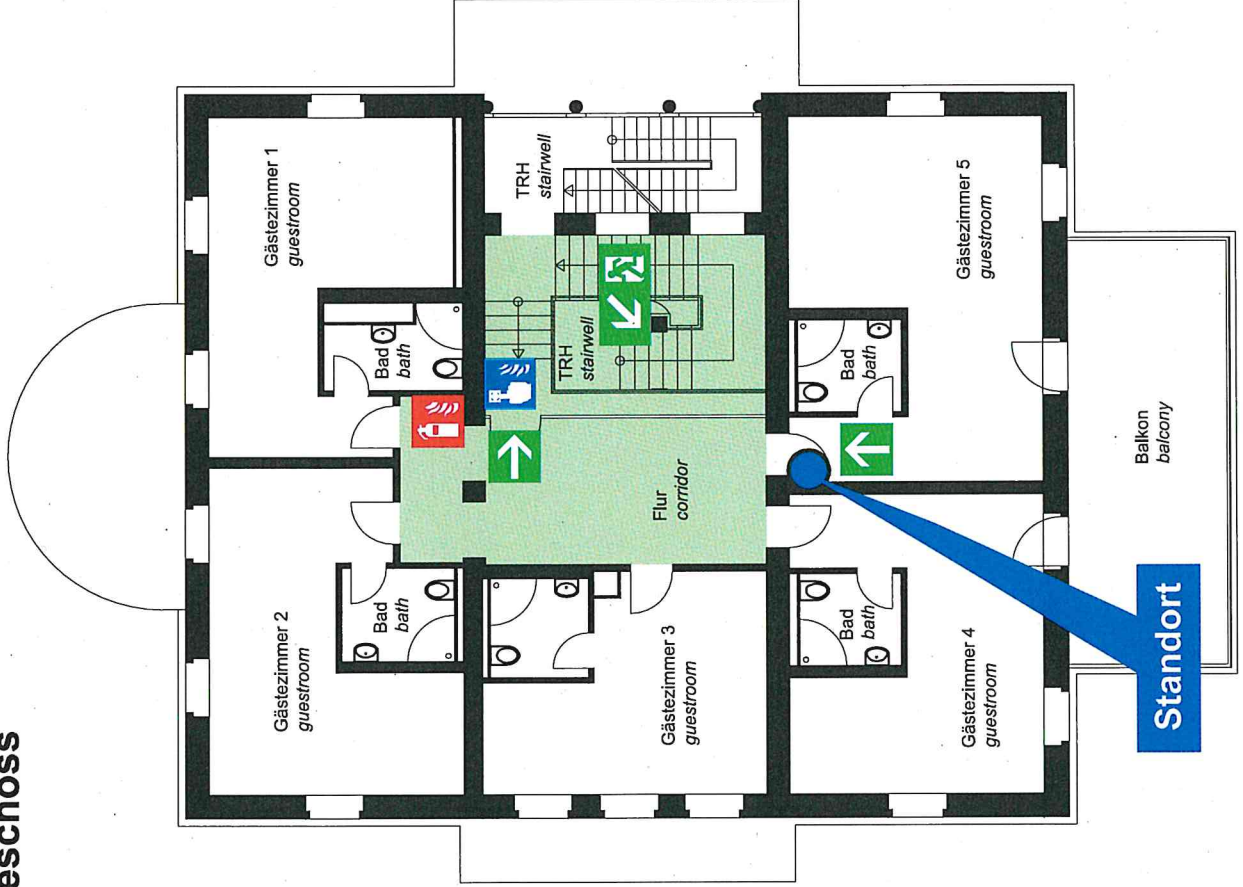 eschoss
Gästezimmer 1
guestroom
TRH
stairwell
Gästezimmer 5
guestroom
Bad
bath
TRH
stairwell
Bad
bath
Flur
corridor
Balkon
balcony
Gästezimmer 2
guestroom
Bad
bath
Gästezimmer 3
guestroom
Bad
bath
Gästezimmer 4
guestroom
Standort